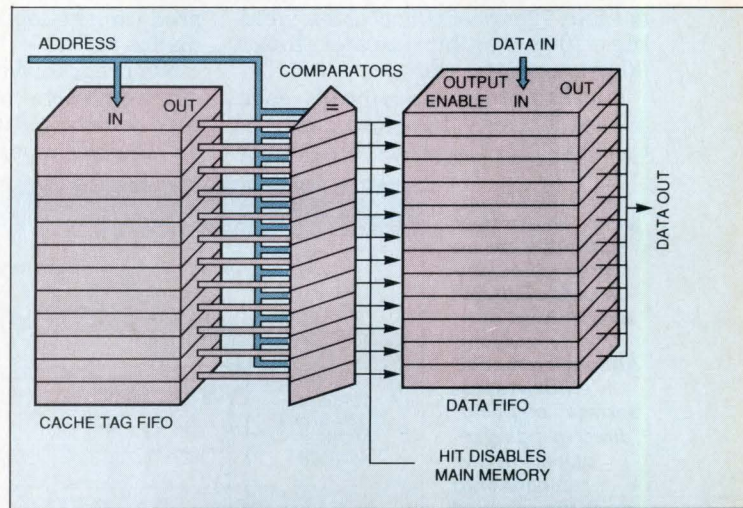 ADDRESS
DATA IN
COMPARATORS
OUT
IN
=
OUTPUT
ENABLE
IN
OUT
DATA OUT
CACHE TAG FIFO
DATA FIFO
HIT DISABLES
MAIN MEMORY